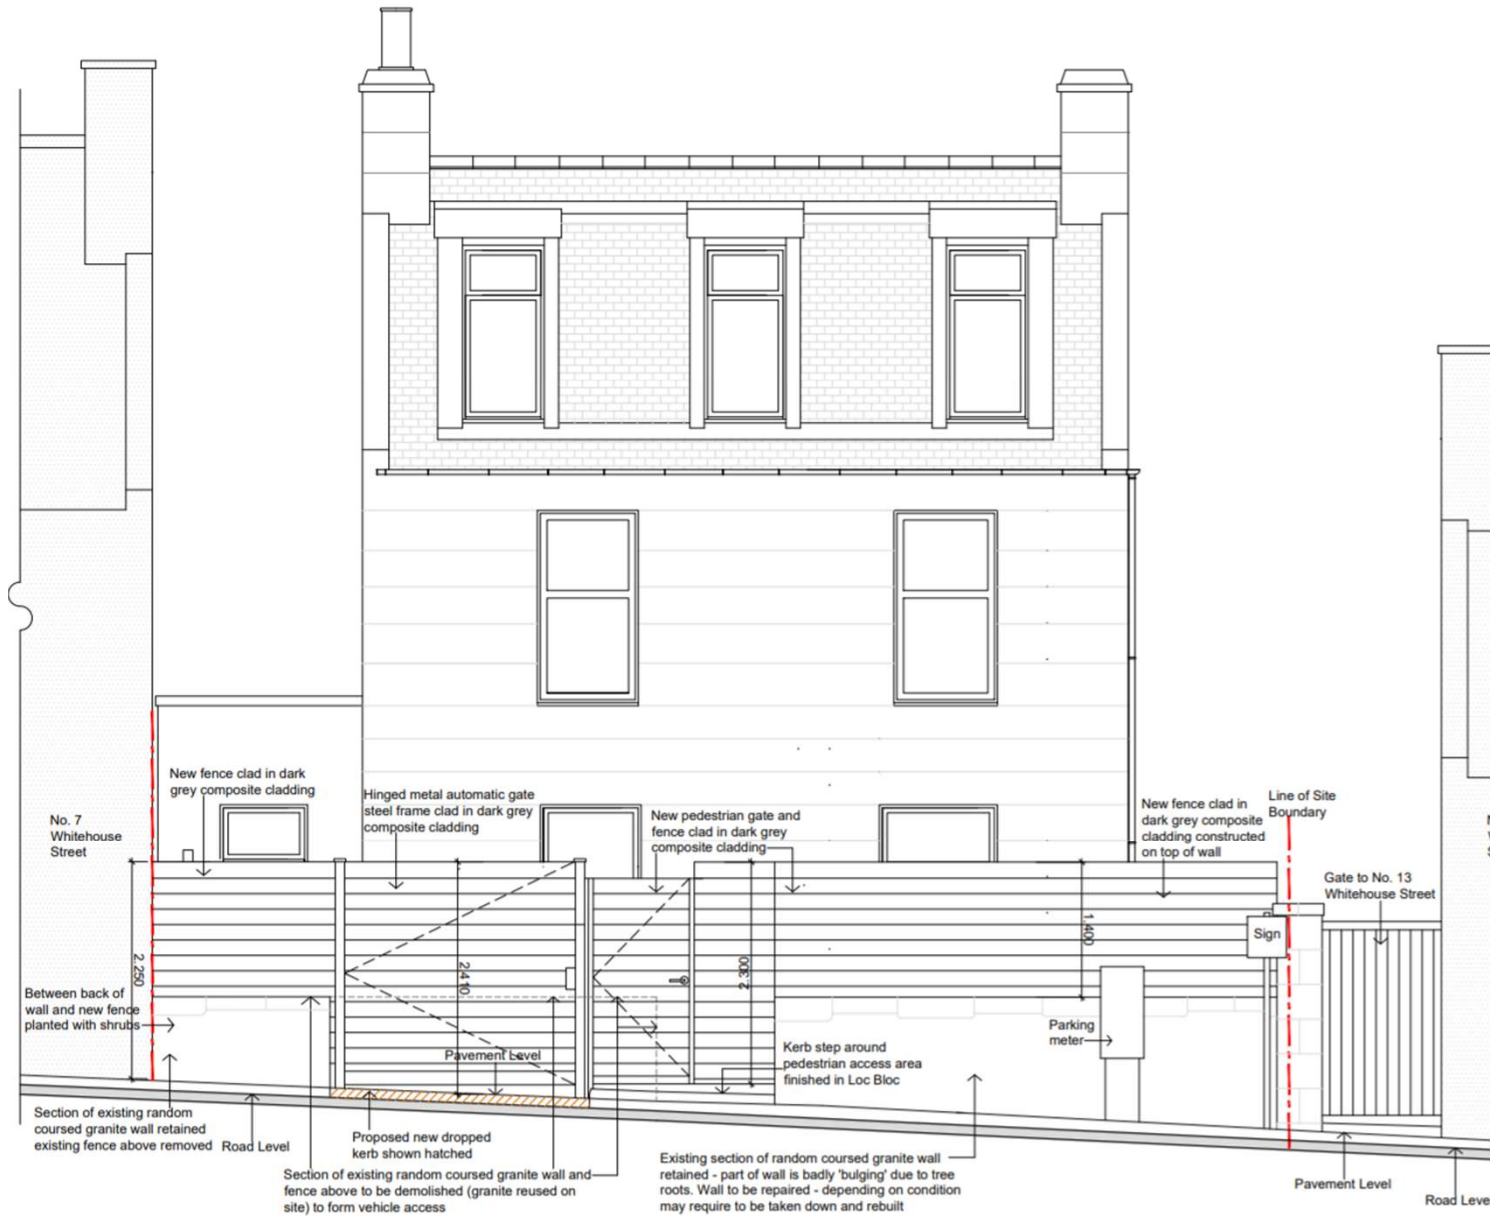 New fence clad in dark
grey composite cladding
Hinged metal automatic gate
steel frame clad in dark grey
composite cladding
New pedestrian gate and
fence clad in dark grey
composite cladding
New fence clad in
dark grey composite
cladding constructed
on top of wall
Line of Site
Boundary
No. 7
Whitehouse
Street
Gate to No. 13
Whitehouse Street
Sign
2.250
2.410
2.300
1.400
Between back of
wall and new fence
planted with shrubs
Pavement Level
Parking
meter
Kerb step around
pedestrian access area
finished in Loc Bloc
Section of existing random
coursed granite wall retained
existing fence above removed
Road Level
Proposed new dropped
kerb shown hatched
Section of existing random coursed granite wall and
fence above to be demolished (granite reused on
site) to form vehicle access
Existing section of random coursed granite wall
retained - part of wall is badly 'bulging' due to tree
roots. Wall to be repaired - depending on condition
may require to be taken down and rebuilt
Pavement Level
Road Leve